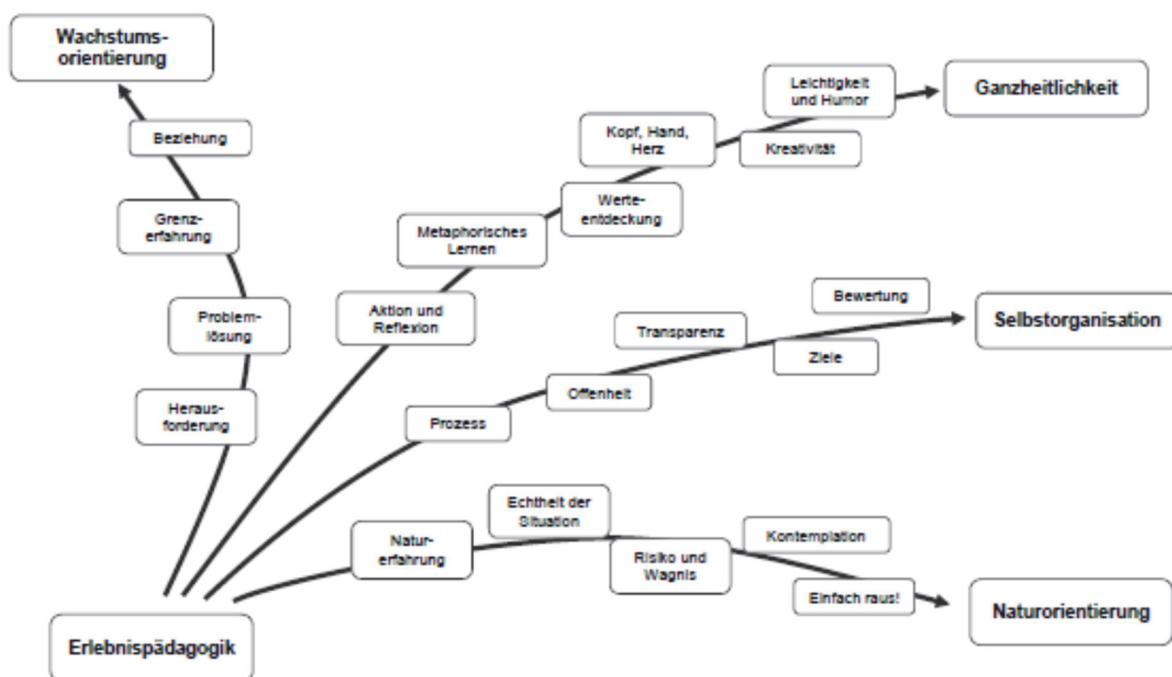 Wachstums-
orientierung
Beziehung
Grenz-
erfahrung
Problem-
lösung
Heraus-
forderung
Leichtigkeit
und Humor
Ganzheitlichkeit
Kopf, Hand,
Herz
Kreativität
Werte-
entdeckung
Metaphorisches
Lernen
Aktion und
Reflexion
Bewertung
Selbstorganisation
Transparenz
Ziele
Offenheit
Prozess
Echtheit der
Situation
Natur-
erfahrung
Kontemplation
Risiko und
Wagnis
Einfach raus!
Naturorientierung
Erlebnispädagogik